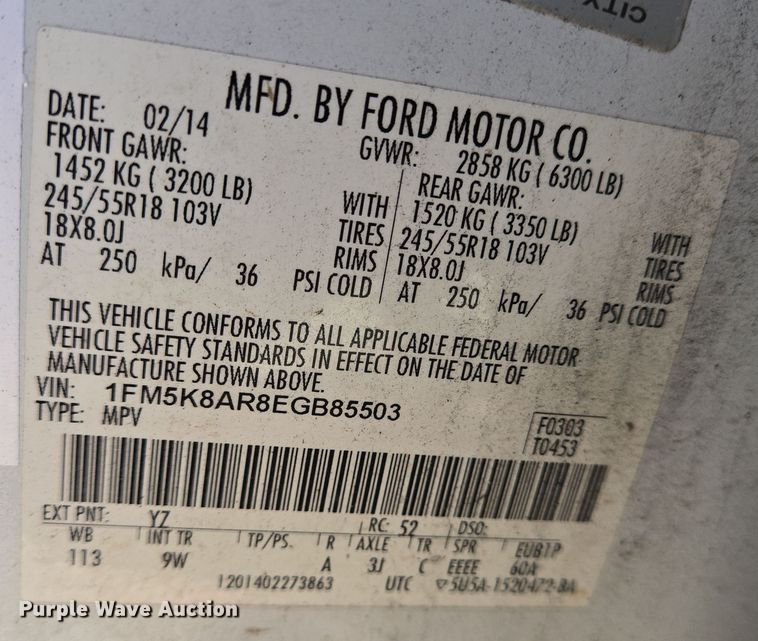 CITY
MFD. BY FORD MOTOR CO.
DATE: 02/14
GVWR: 2858 KG ( 6300 LB)
FRONT GAWR:
1452 KG ( 3200 LB)
WITH
245/55R18 103V
TIRES
18X8.0J
RIMS
AT 250 kPa/ 36 PSI COLD
REAR GAWR:
1520 KG ( 3350 LB)
WITH
245/55R18 103V
TIRES
18X8.0J
RIMS
AT 250 kPa/ 36 PSI COLD
THIS VEHICLE CONFORMS TO ALL APPLICABLE FEDERAL MOTOR
VEHICLE SAFETY STANDARDS IN EFFECT ON THE DATE OF
MANUFACTURE SHOWN ABOVE.
VIN: 1FM5K8AR8EGB85503
TYPE: MPV
F0303
T0453
EXT PNT: YZ RC: 52 DSO:
WB INT TR TP/PS R AXLE TR SPR EUB1P
113 9W A 3J C EEEE 60A
1201402273863 UTC 5U5A-1520472-BA
Purple Wave Auction